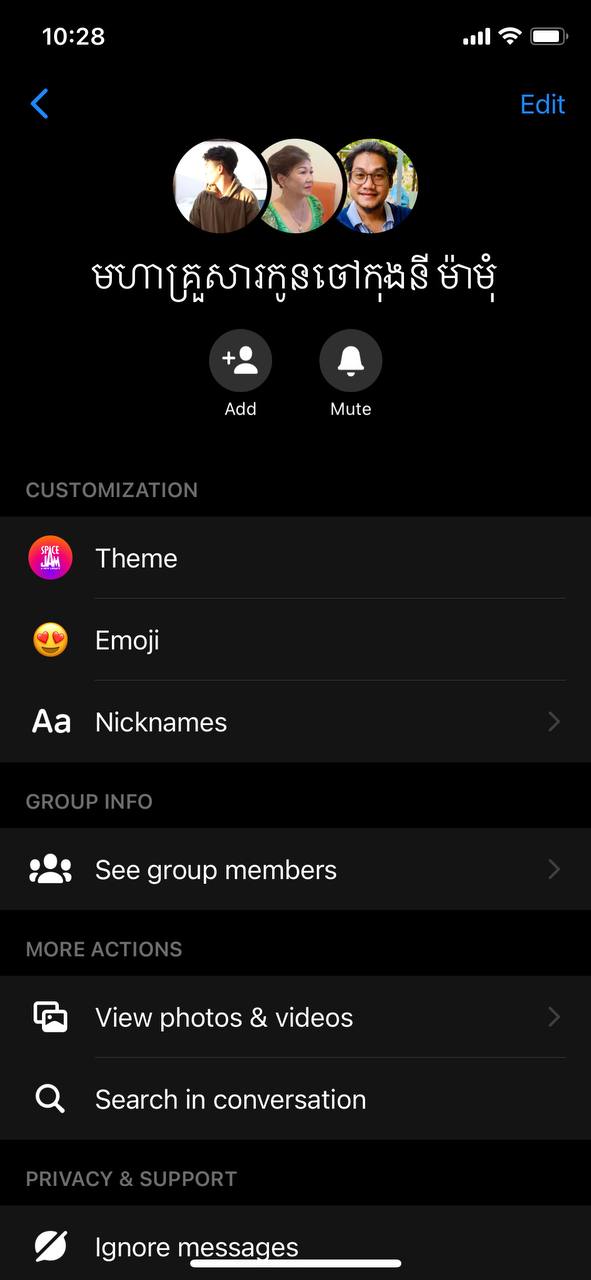 10:28
Edit
មហាគ្រួសារកូនចៅកុងនី ម៉ាមុំ
Add
Mute
CUSTOMIZATION
SPACE
JAM
Theme
Emoji
Aa Nicknames
GROUP INFO
See group members
MORE ACTIONS
View photos & videos
Search in conversation
PRIVACY & SUPPORT
Ignore messages